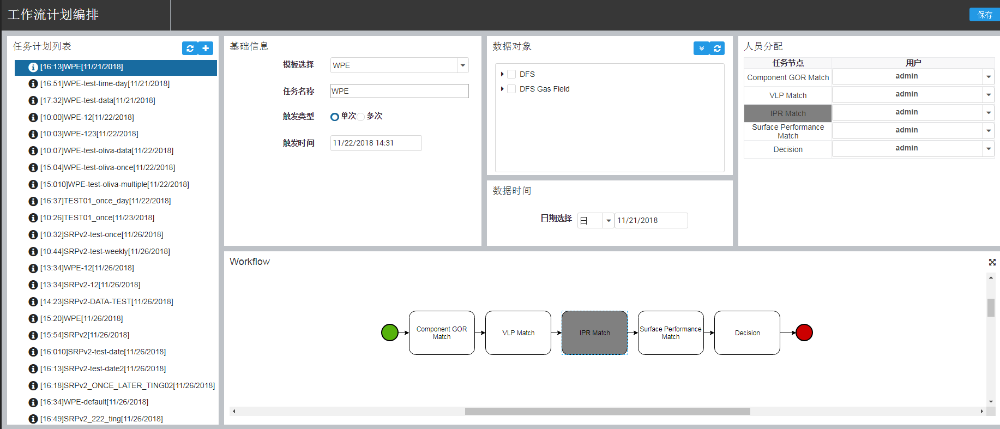 工作流计划编排
保存
任务计划列表
[16:13]WPE[11/21/2018]
[16:51]WPE-test-time-day[11/21/2018]
[17:32]WPE-test-data[11/21/2018]
[10:00]WPE-12[11/22/2018]
[10:03]WPE-123[11/22/2018]
[10:07]WPE-test-oliva-data[11/22/2018]
[15:04]WPE-test-oliva-once[11/22/2018]
[15:010]WPE-test-oliva-multiple[11/22/2018]
[16:37]TEST01_once_day[11/22/2018]
[10:26]TEST01_once[11/23/2018]
[10:32]SRPv2-test-once[11/26/2018]
[10:44]SRPv2-test-weekly[11/26/2018]
[13:34]WPE-12[11/26/2018]
[13:34]SRPv2-12[11/26/2018]
[14:23]SRPv2-DATA-TEST[11/26/2018]
[15:20]WPE[11/26/2018]
[15:54]SRPv2[11/26/2018]
[16:010]SRPv2-test-date[11/26/2018]
[16:13]SRPv2-test-date2[11/26/2018]
[16:18]SRPv2_ONCE_LATER_TING02[11/26/2018]
[16:34]WPE-default[11/26/2018]
[16:49]SRPv2_222_ting[11/26/2018]
基础信息
模板选择 WPE
任务名称 WPE
触发类型 单次 多次
触发时间 11/22/2018 14:31
数据对象
DFS
DFS Gas Field
数据时间
日期选择 日 11/21/2018
人员分配
任务节点 用户
Component GOR Match admin
VLP Match admin
IPR Match admin
Surface Performance
Match admin
Decision admin
Workflow
Component GOR
Match
VLP Match
IPR Match
Surface Performance
Match
Decision